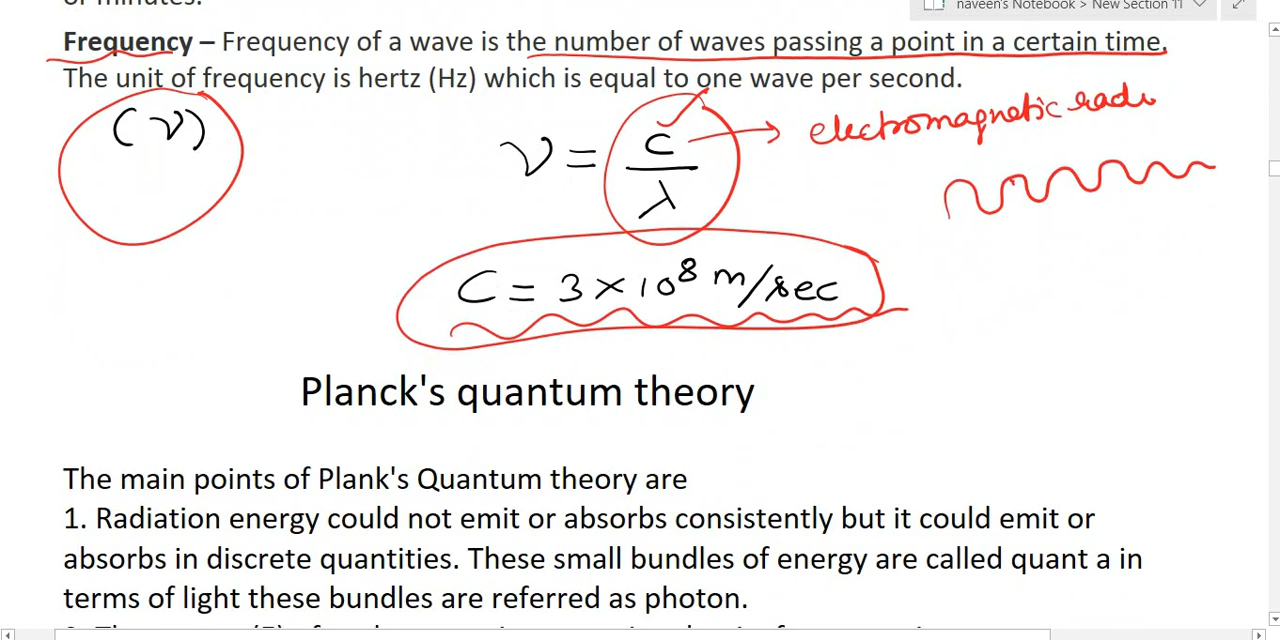 of minutes.
naveen's Notebook > New Section 11
Frequency – Frequency of a wave is the number of waves passing a point in a certain time.
The unit of frequency is hertz (Hz) which is equal to one wave per second.
(ν)
ν = c/λ
electromagnetic radi
C = 3 × 10⁸ m/sec
Planck's quantum theory
The main points of Plank's Quantum theory are
1. Radiation energy could not emit or absorbs consistently but it could emit or
absorbs in discrete quantities. These small bundles of energy are called quant a in
terms of light these bundles are referred as photon.